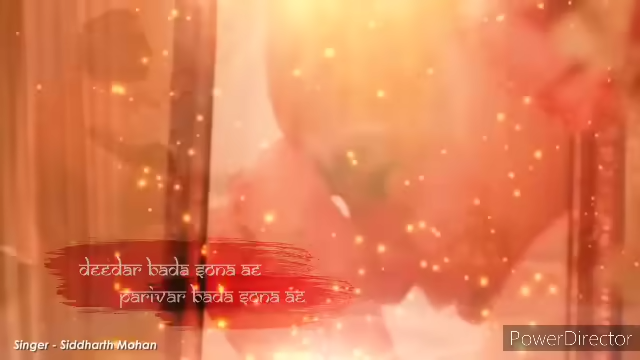 deedar bada sona ae
parivar bada sona ae
Singer - Siddharth Mohan
PowerDirector